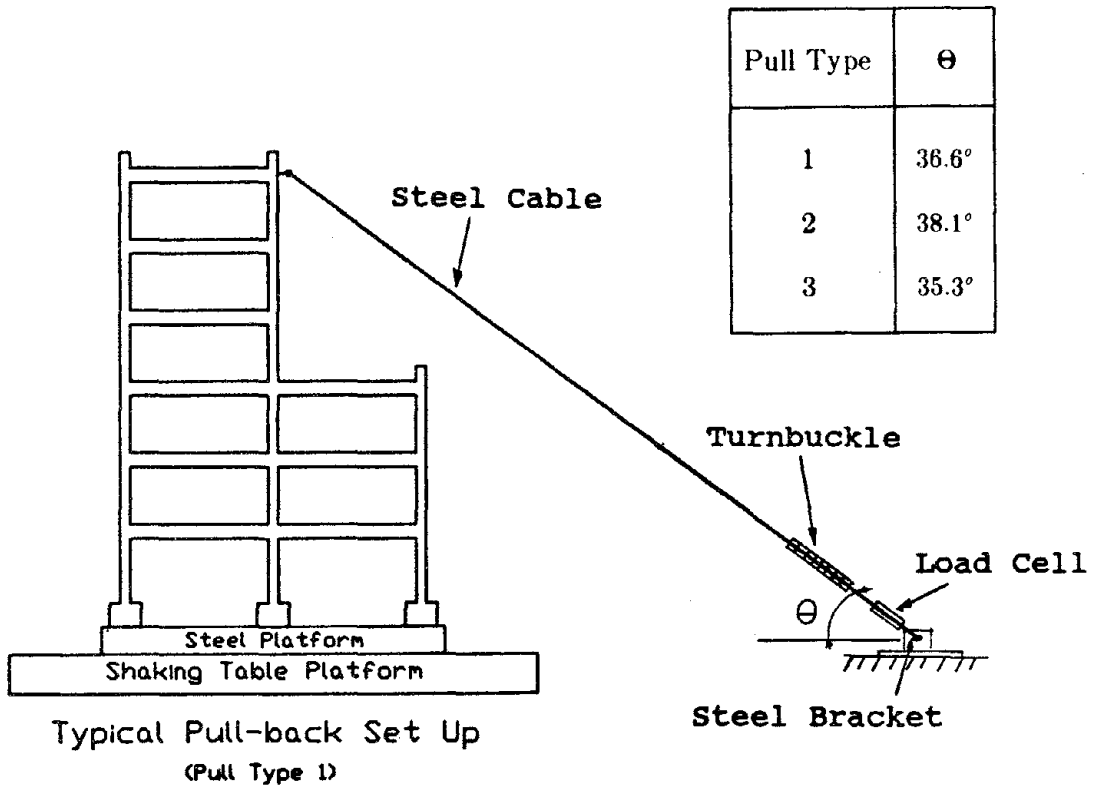 Pull Type Θ
1 36.6°
2 38.1°
3 35.3°
Steel Cable
Turnbuckle
Load Cell
Θ
Steel Platform
Shaking Table Platform
Steel Bracket
Typical Pull-back Set Up
(Pull Type 1)